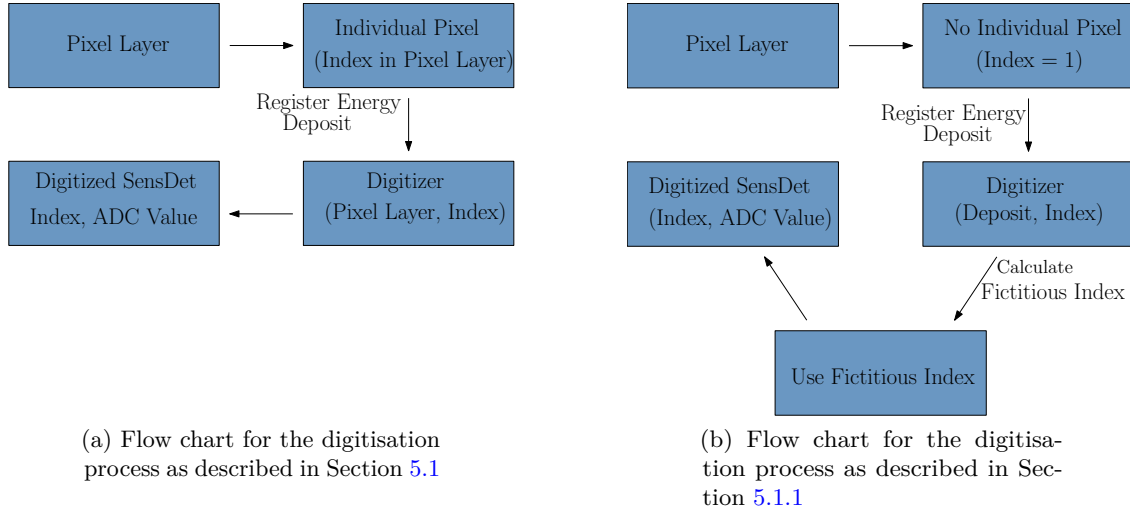 Pixel Layer
Individual Pixel
(Index in Pixel Layer)
Register Energy
Deposit
Digitized SensDet
Index, ADC Value
Digitizer
(Pixel Layer, Index)
(a) Flow chart for the digitisation
process as described in Section 5.1
Pixel Layer
No Individual Pixel
(Index = 1)
Register Energy
Deposit
Digitized SensDet
(Index, ADC Value)
Digitizer
(Deposit, Index)
Calculate
Fictitious Index
Use Fictitious Index
(b) Flow chart for the digitisa-
tion process as described in Sec-
tion 5.1.1